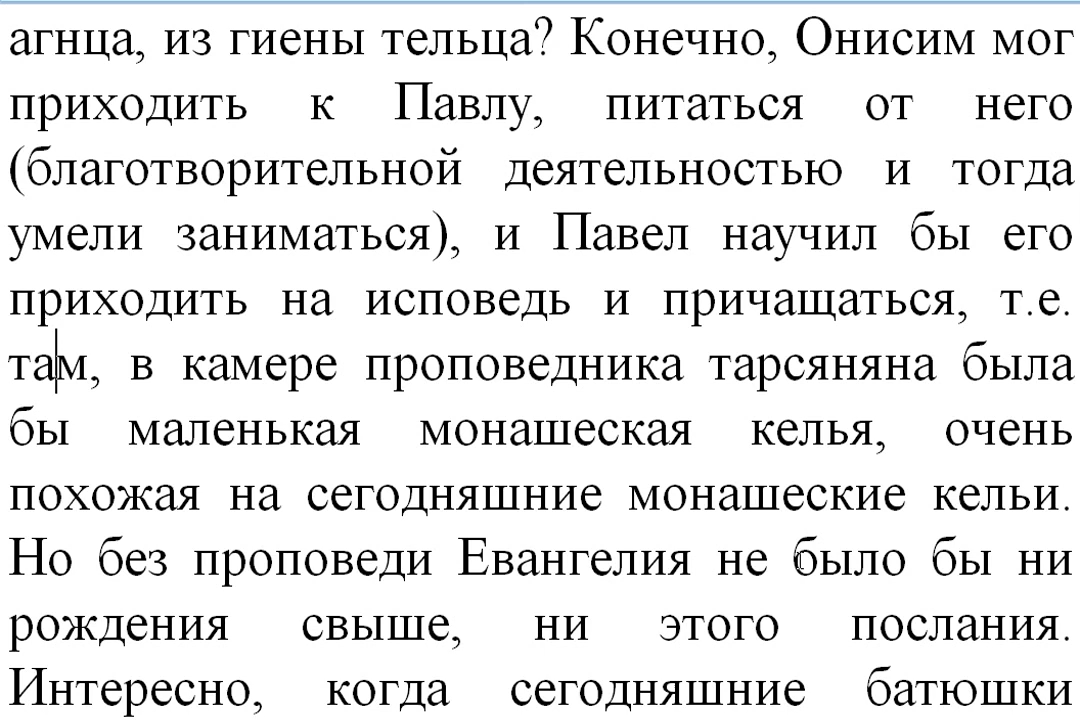 агнца, из гиены тельца? Конечно, Онисим мог
приходить к Павлу, питаться от него
(благотворительной деятельностью и тогда
умели заниматься), и Павел научил бы его
приходить на исповедь и причащаться, т.е.
там, в камере проповедника тарсяняна была
бы маленькая монашеская келья, очень
похожая на сегодняшние монашеские кельи.
Но без проповеди Евангелия не было бы ни
рождения свыше, ни этого послания.
Интересно, когда сегодняшние батюшки